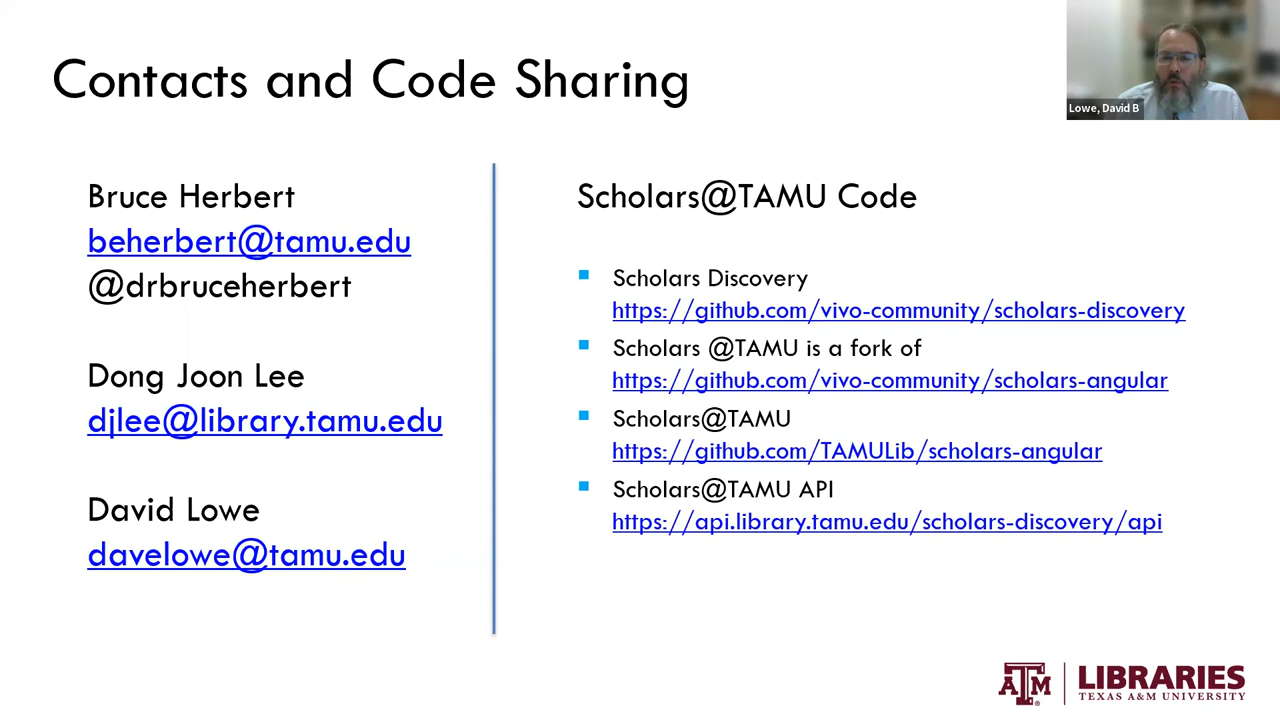 Contacts and Code Sharing
Lowe, David B
Bruce Herbert
beherbert@tamu.edu
@drbruceherbert
Dong Joon Lee
djlee@library.tamu.edu
David Lowe
davelowe@tamu.edu
Scholars@TAMU Code
Scholars Discovery
https://github.com/vivo-community/scholars-discovery
Scholars @TAMU is a fork of
https://github.com/vivo-community/scholars-angular
Scholars@TAMU
https://github.com/TAMULib/scholars-angular
Scholars@TAMU API
https://api.library.tamu.edu/scholars-discovery/api
ATM
LIBRARIES
TEXAS A&M UNIVERSITY